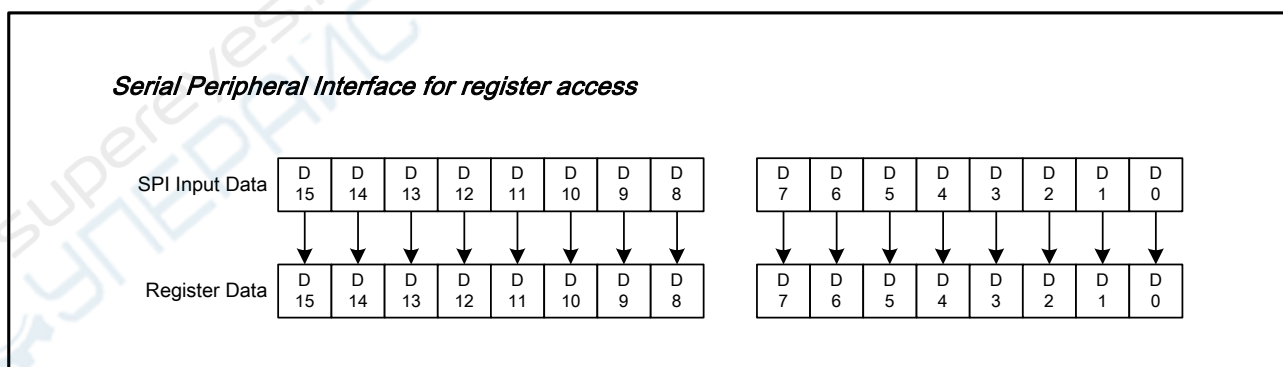 Serial Peripheral Interface for register access
SPI Input Data D 15 D 14 D 13 D 12 D 11 D 10 D 9 D 8 D 7 D 6 D 5 D 4 D 3 D 2 D 1 D 0
Register Data D 15 D 14 D 13 D 12 D 11 D 10 D 9 D 8 D 7 D 6 D 5 D 4 D 3 D 2 D 1 D 0
supereyes.
СУПЕРАЙС